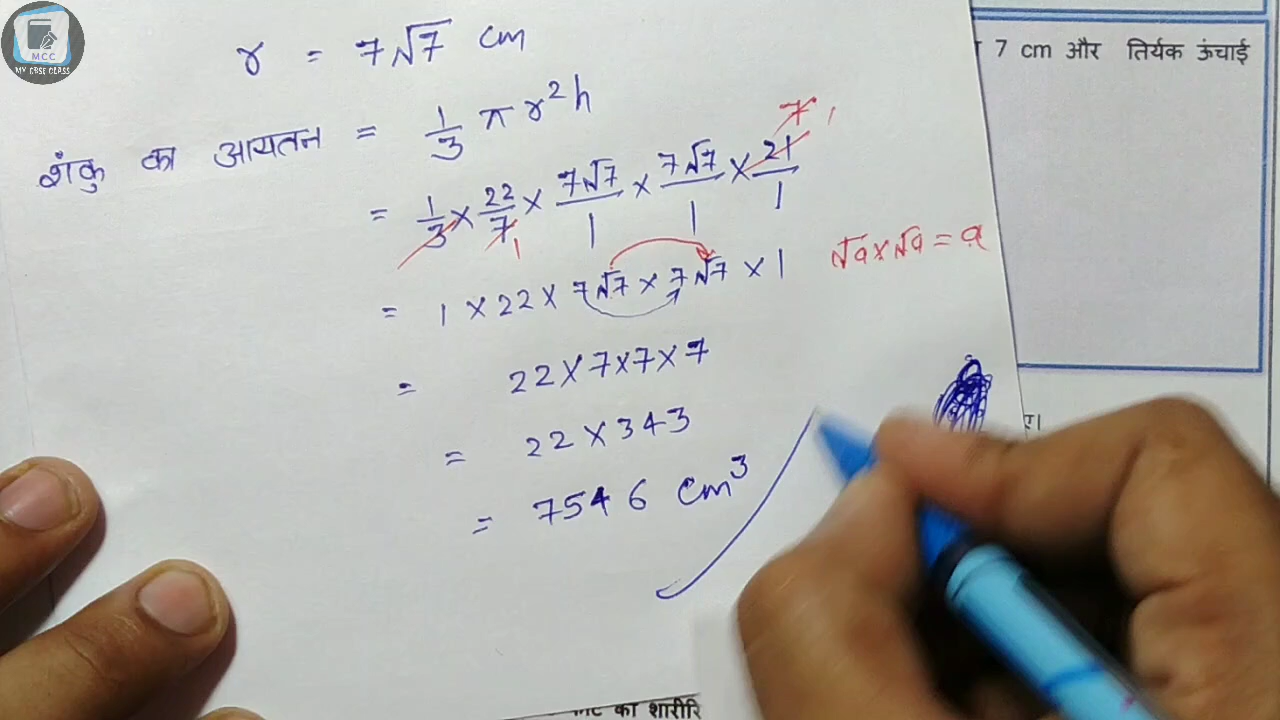 MCC
MY CBSE CLASS
r = 7√7 cm
शंकु का आयतन = 1/3 π r²h
= 1/3 × 22/7 × 7√7/1 × 7√7/1 × 21/1
7 1
1
= 1 × 22 × 7√7 × 7√7 × 1
√a × √a = a
= 22 × 7 × 7 × 7
= 22 × 343
= 7546 cm³
7 cm और तिर्यक ऊंचाई
का शारीरि